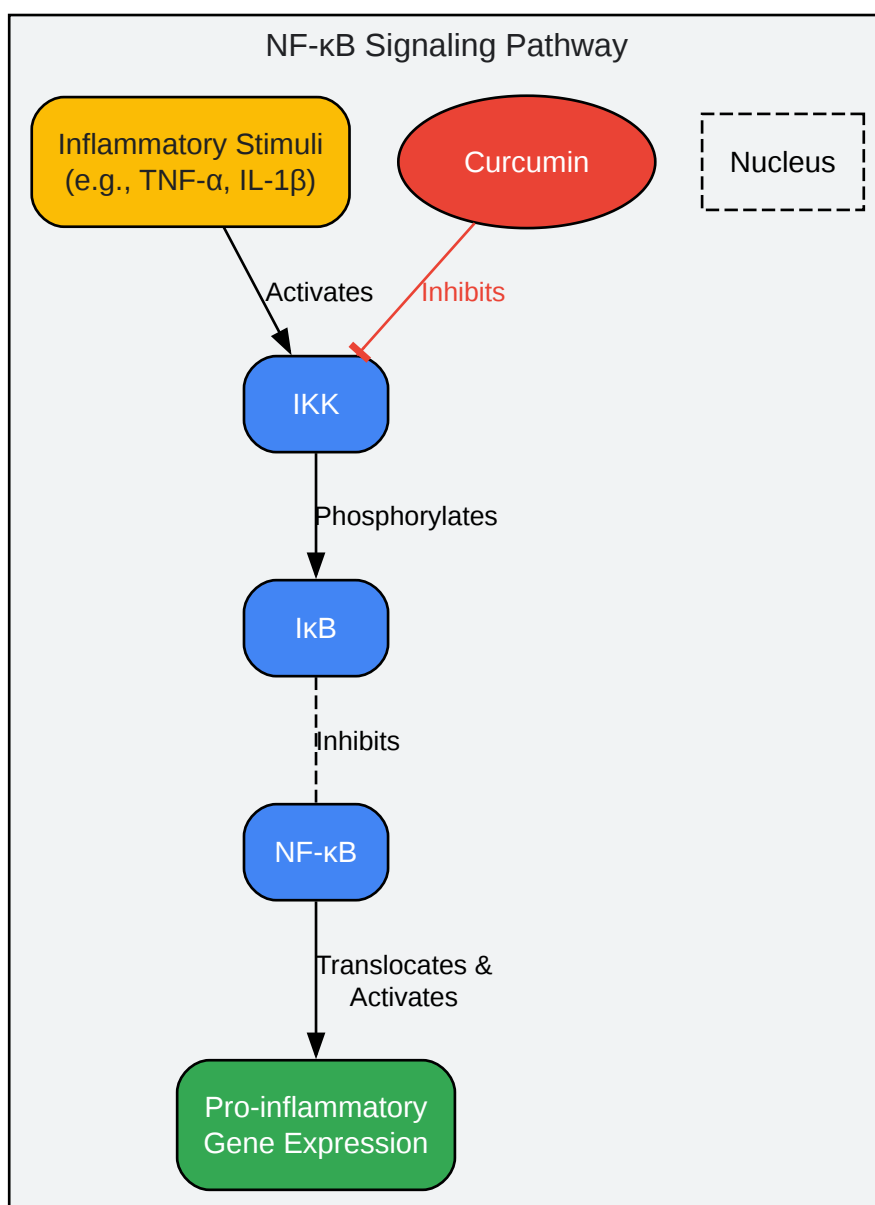 NF-κB Signaling Pathway
Inflammatory Stimuli
(e.g., TNF-α, IL-1β)
Curcumin
Nucleus
Activates
Inhibits
IKK
Phosphorylates
IκB
Inhibits
NF-κB
Translocates &
Activates
Pro-inflammatory
Gene Expression